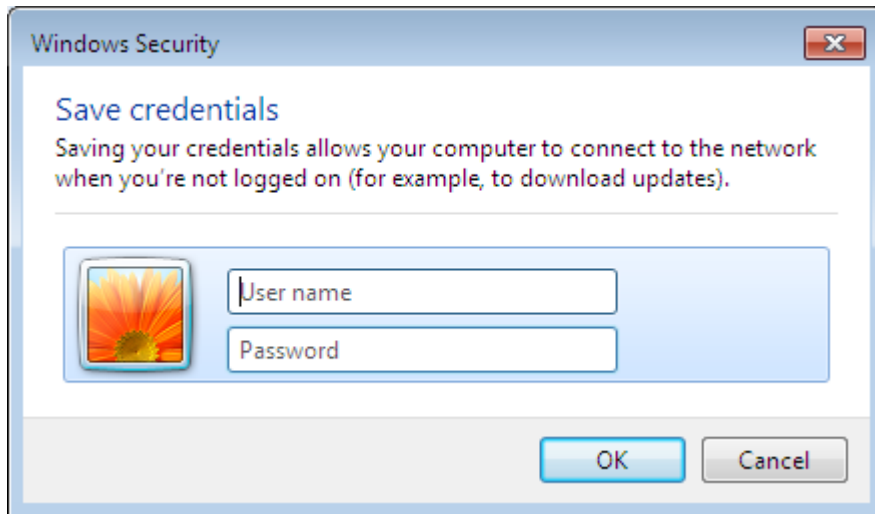 Windows Security
Save credentials
Saving your credentials allows your computer to connect to the network
when you're not logged on (for example, to download updates).
User name
Password
OK
Cancel